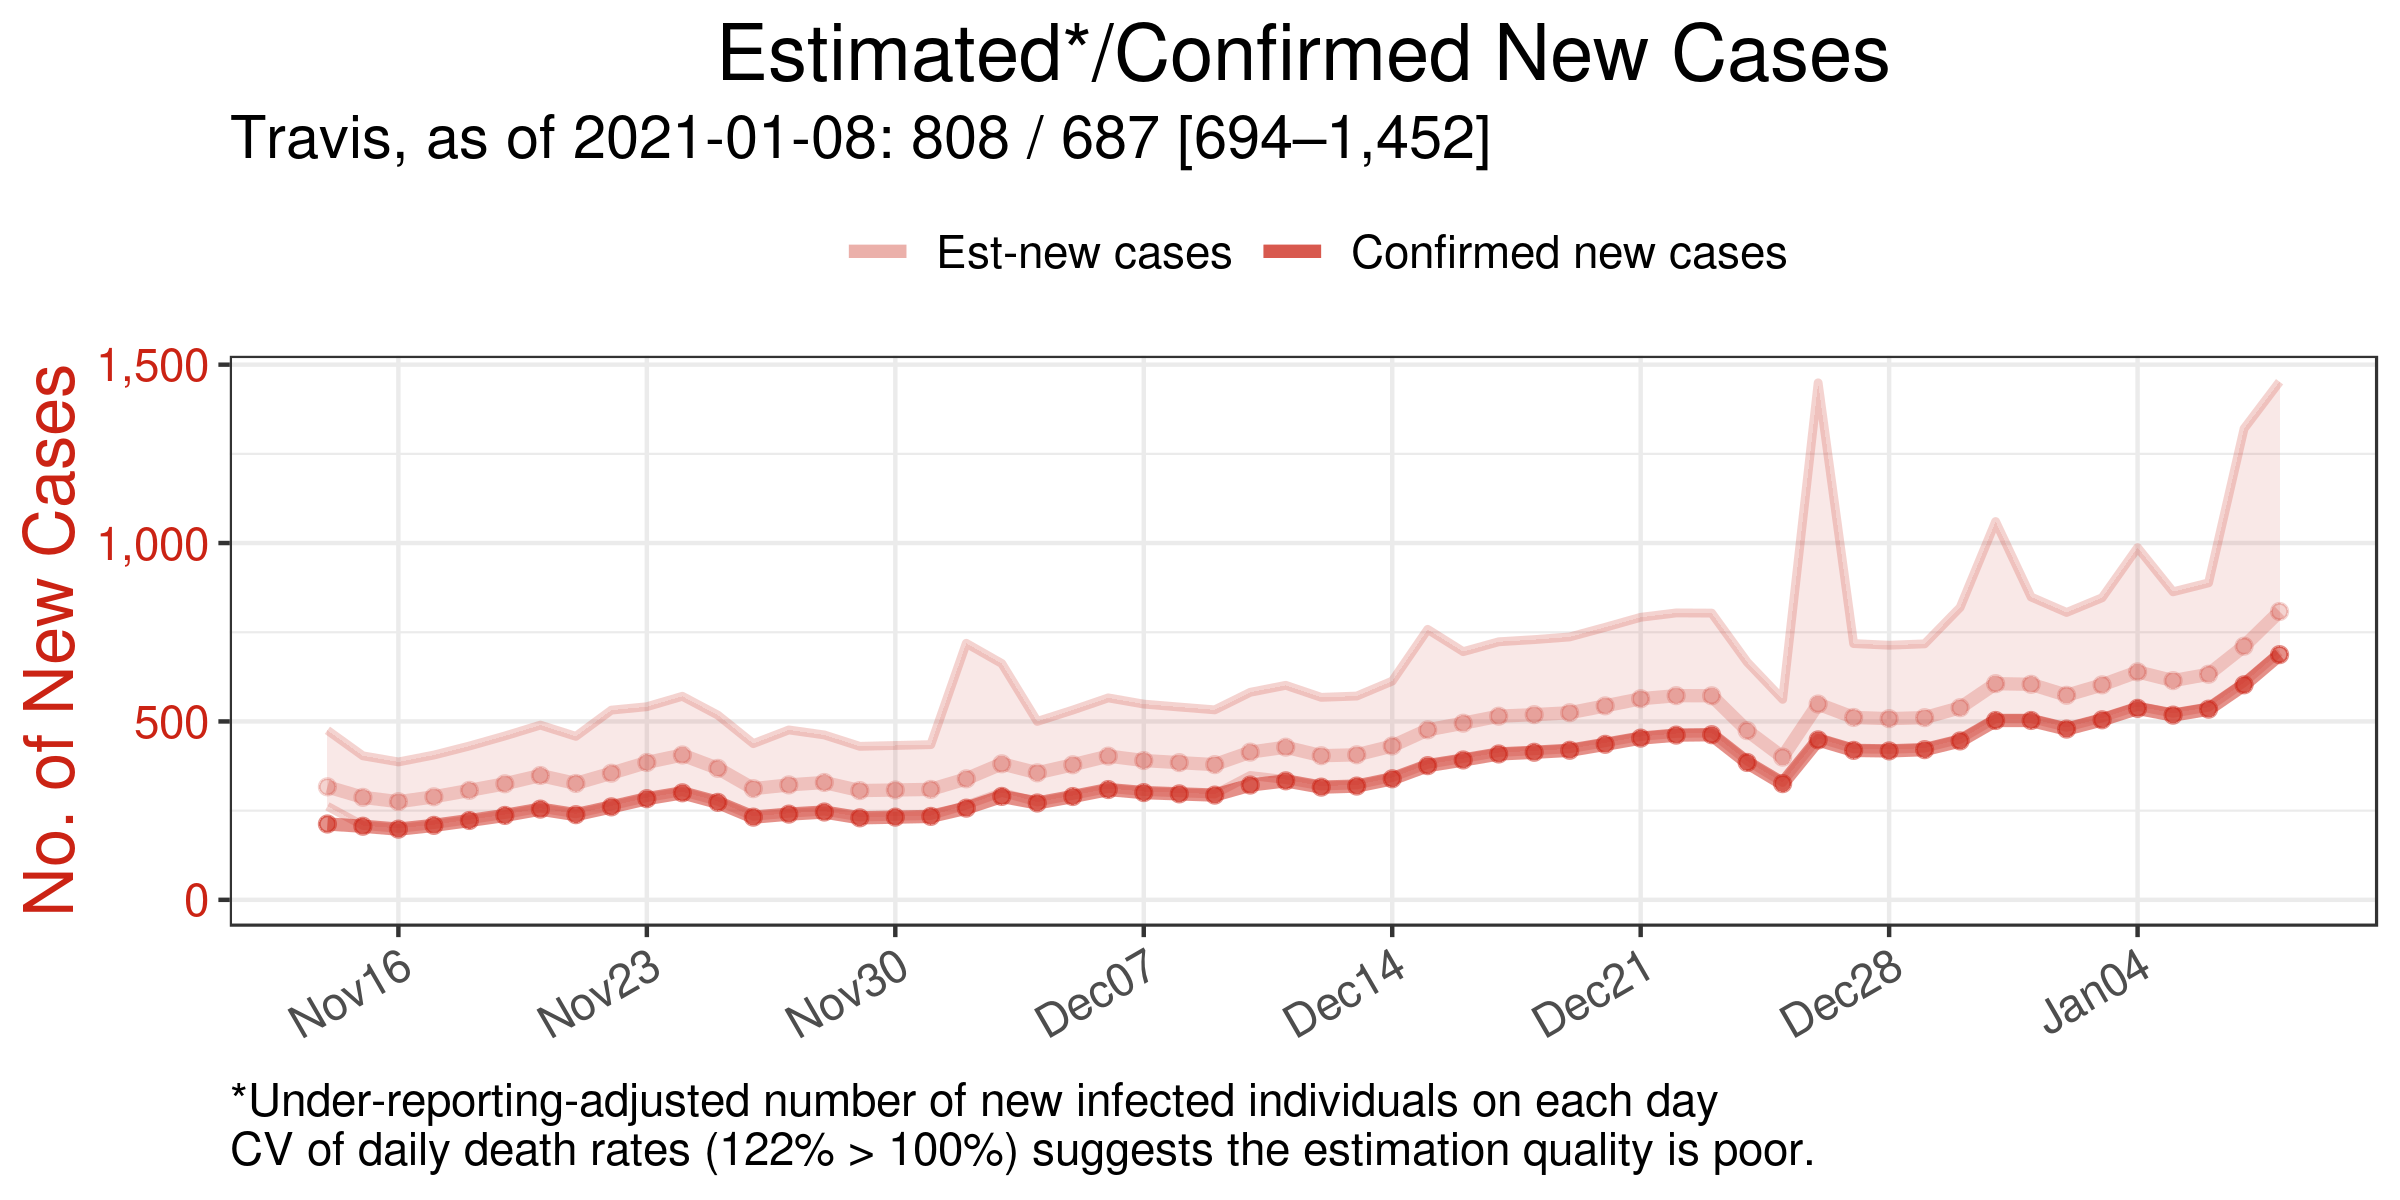 Estimated*/Confirmed New Cases
Travis, as of 2021-01-08: 808 / 687 [694–1,452]
Est-new cases
Confirmed new cases
No. of New Cases
1,500
1,000
500
0
Nov16
Nov23
Nov30
Dec07
Dec14
Dec21
Dec28
Jan04
*Under-reporting-adjusted number of new infected individuals on each day
CV of daily death rates (122% > 100%) suggests the estimation quality is poor.